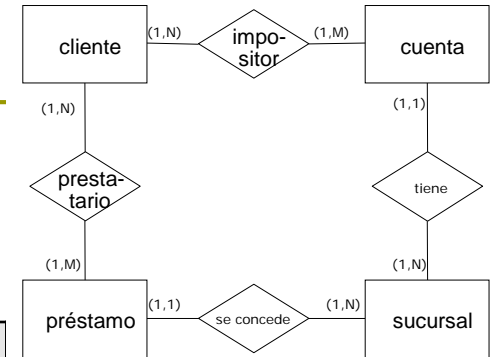 cliente
(1,N)
impo-
sitor
(1,M)
cuenta
(1,N)
(1,1)
presta-
tario
tiene
(1,M)
(1,N)
préstamo
(1,1)
se concede
(1,N)
sucursal